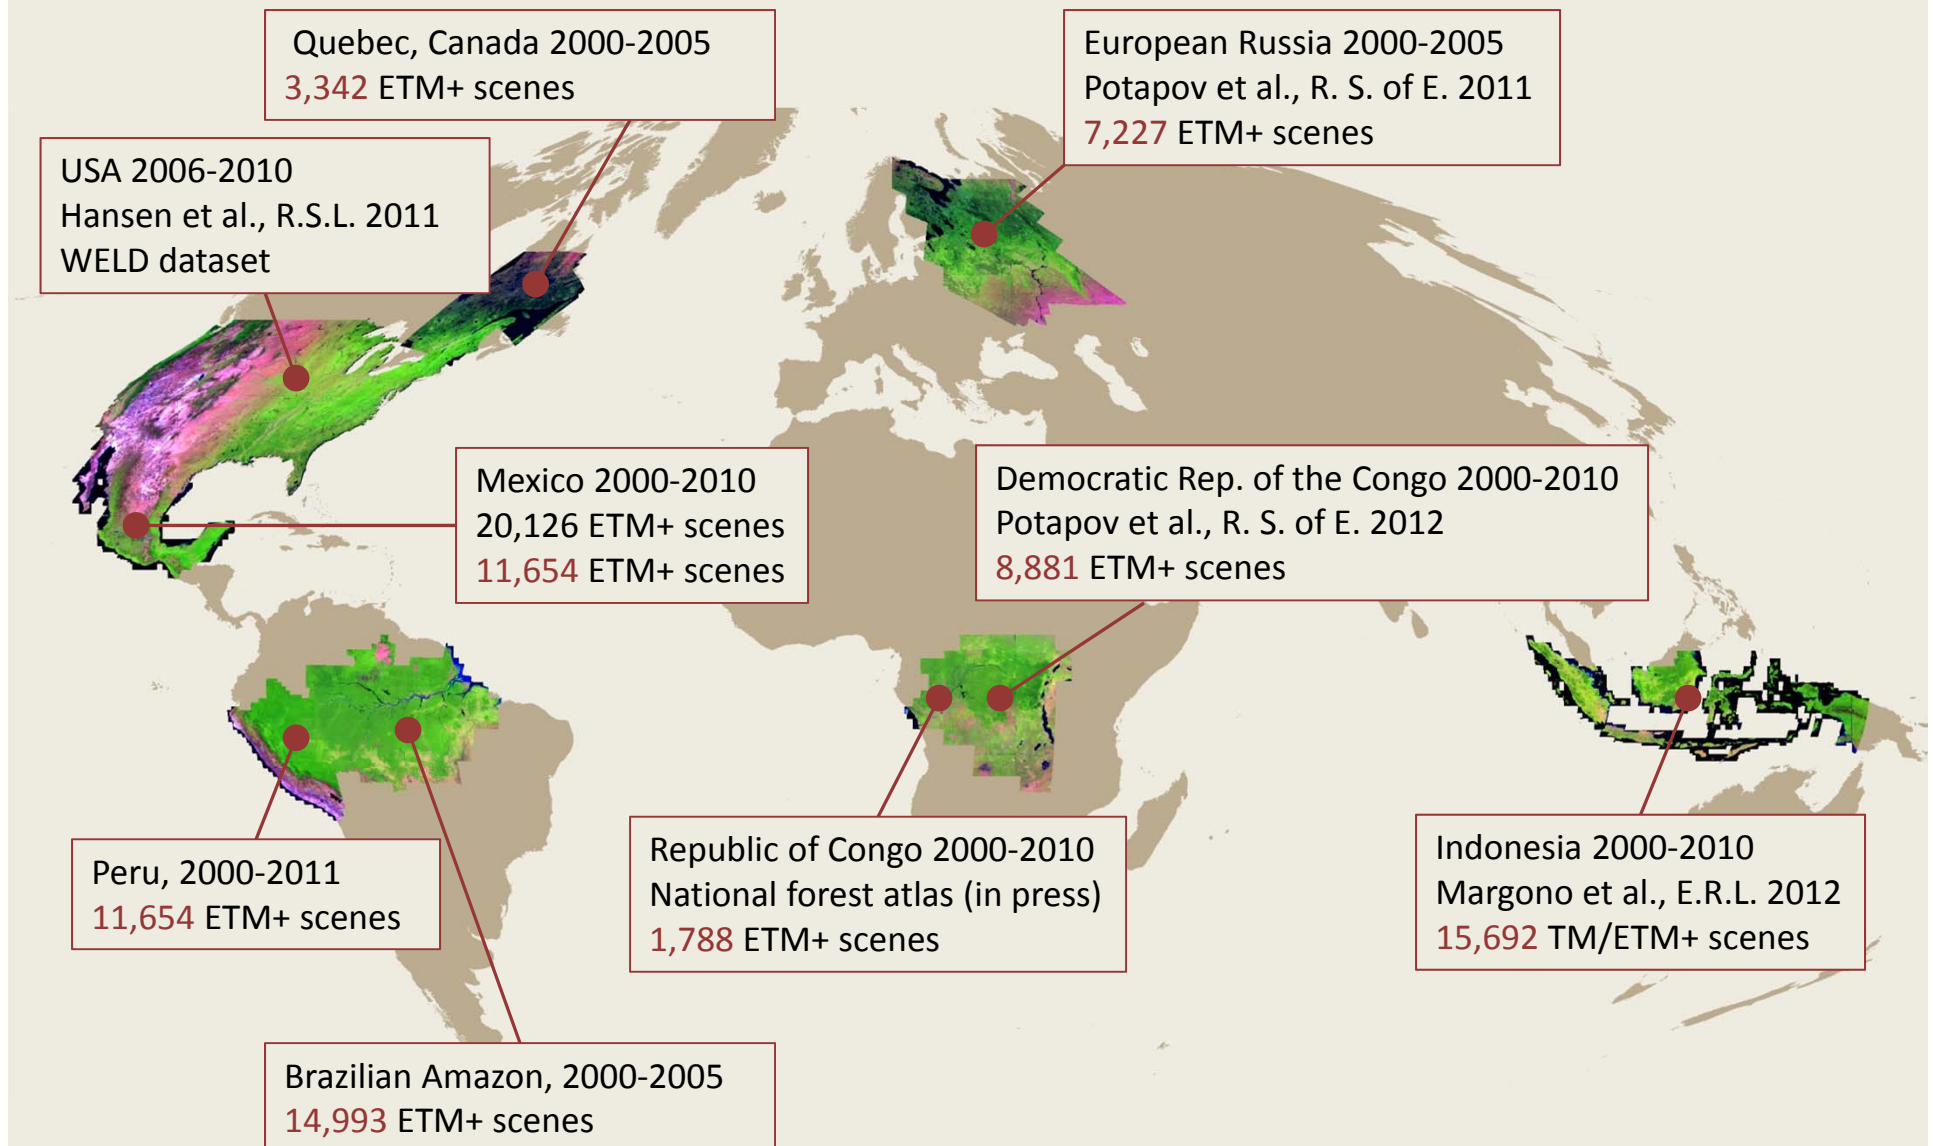 Quebec, Canada 2000-2005
3,342 ETM+ scenes
European Russia 2000-2005
Potapov et al., R. S. of E. 2011
7,227 ETM+ scenes
USA 2006-2010
Hansen et al., R.S.L. 2011
WELD dataset
Mexico 2000-2010
20,126 ETM+ scenes
11,654 ETM+ scenes
Democratic Rep. of the Congo 2000-2010
Potapov et al., R. S. of E. 2012
8,881 ETM+ scenes
Peru, 2000-2011
11,654 ETM+ scenes
Republic of Congo 2000-2010
National forest atlas (in press)
1,788 ETM+ scenes
Indonesia 2000-2010
Margono et al., E.R.L. 2012
15,692 TM/ETM+ scenes
Brazilian Amazon, 2000-2005
14,993 ETM+ scenes